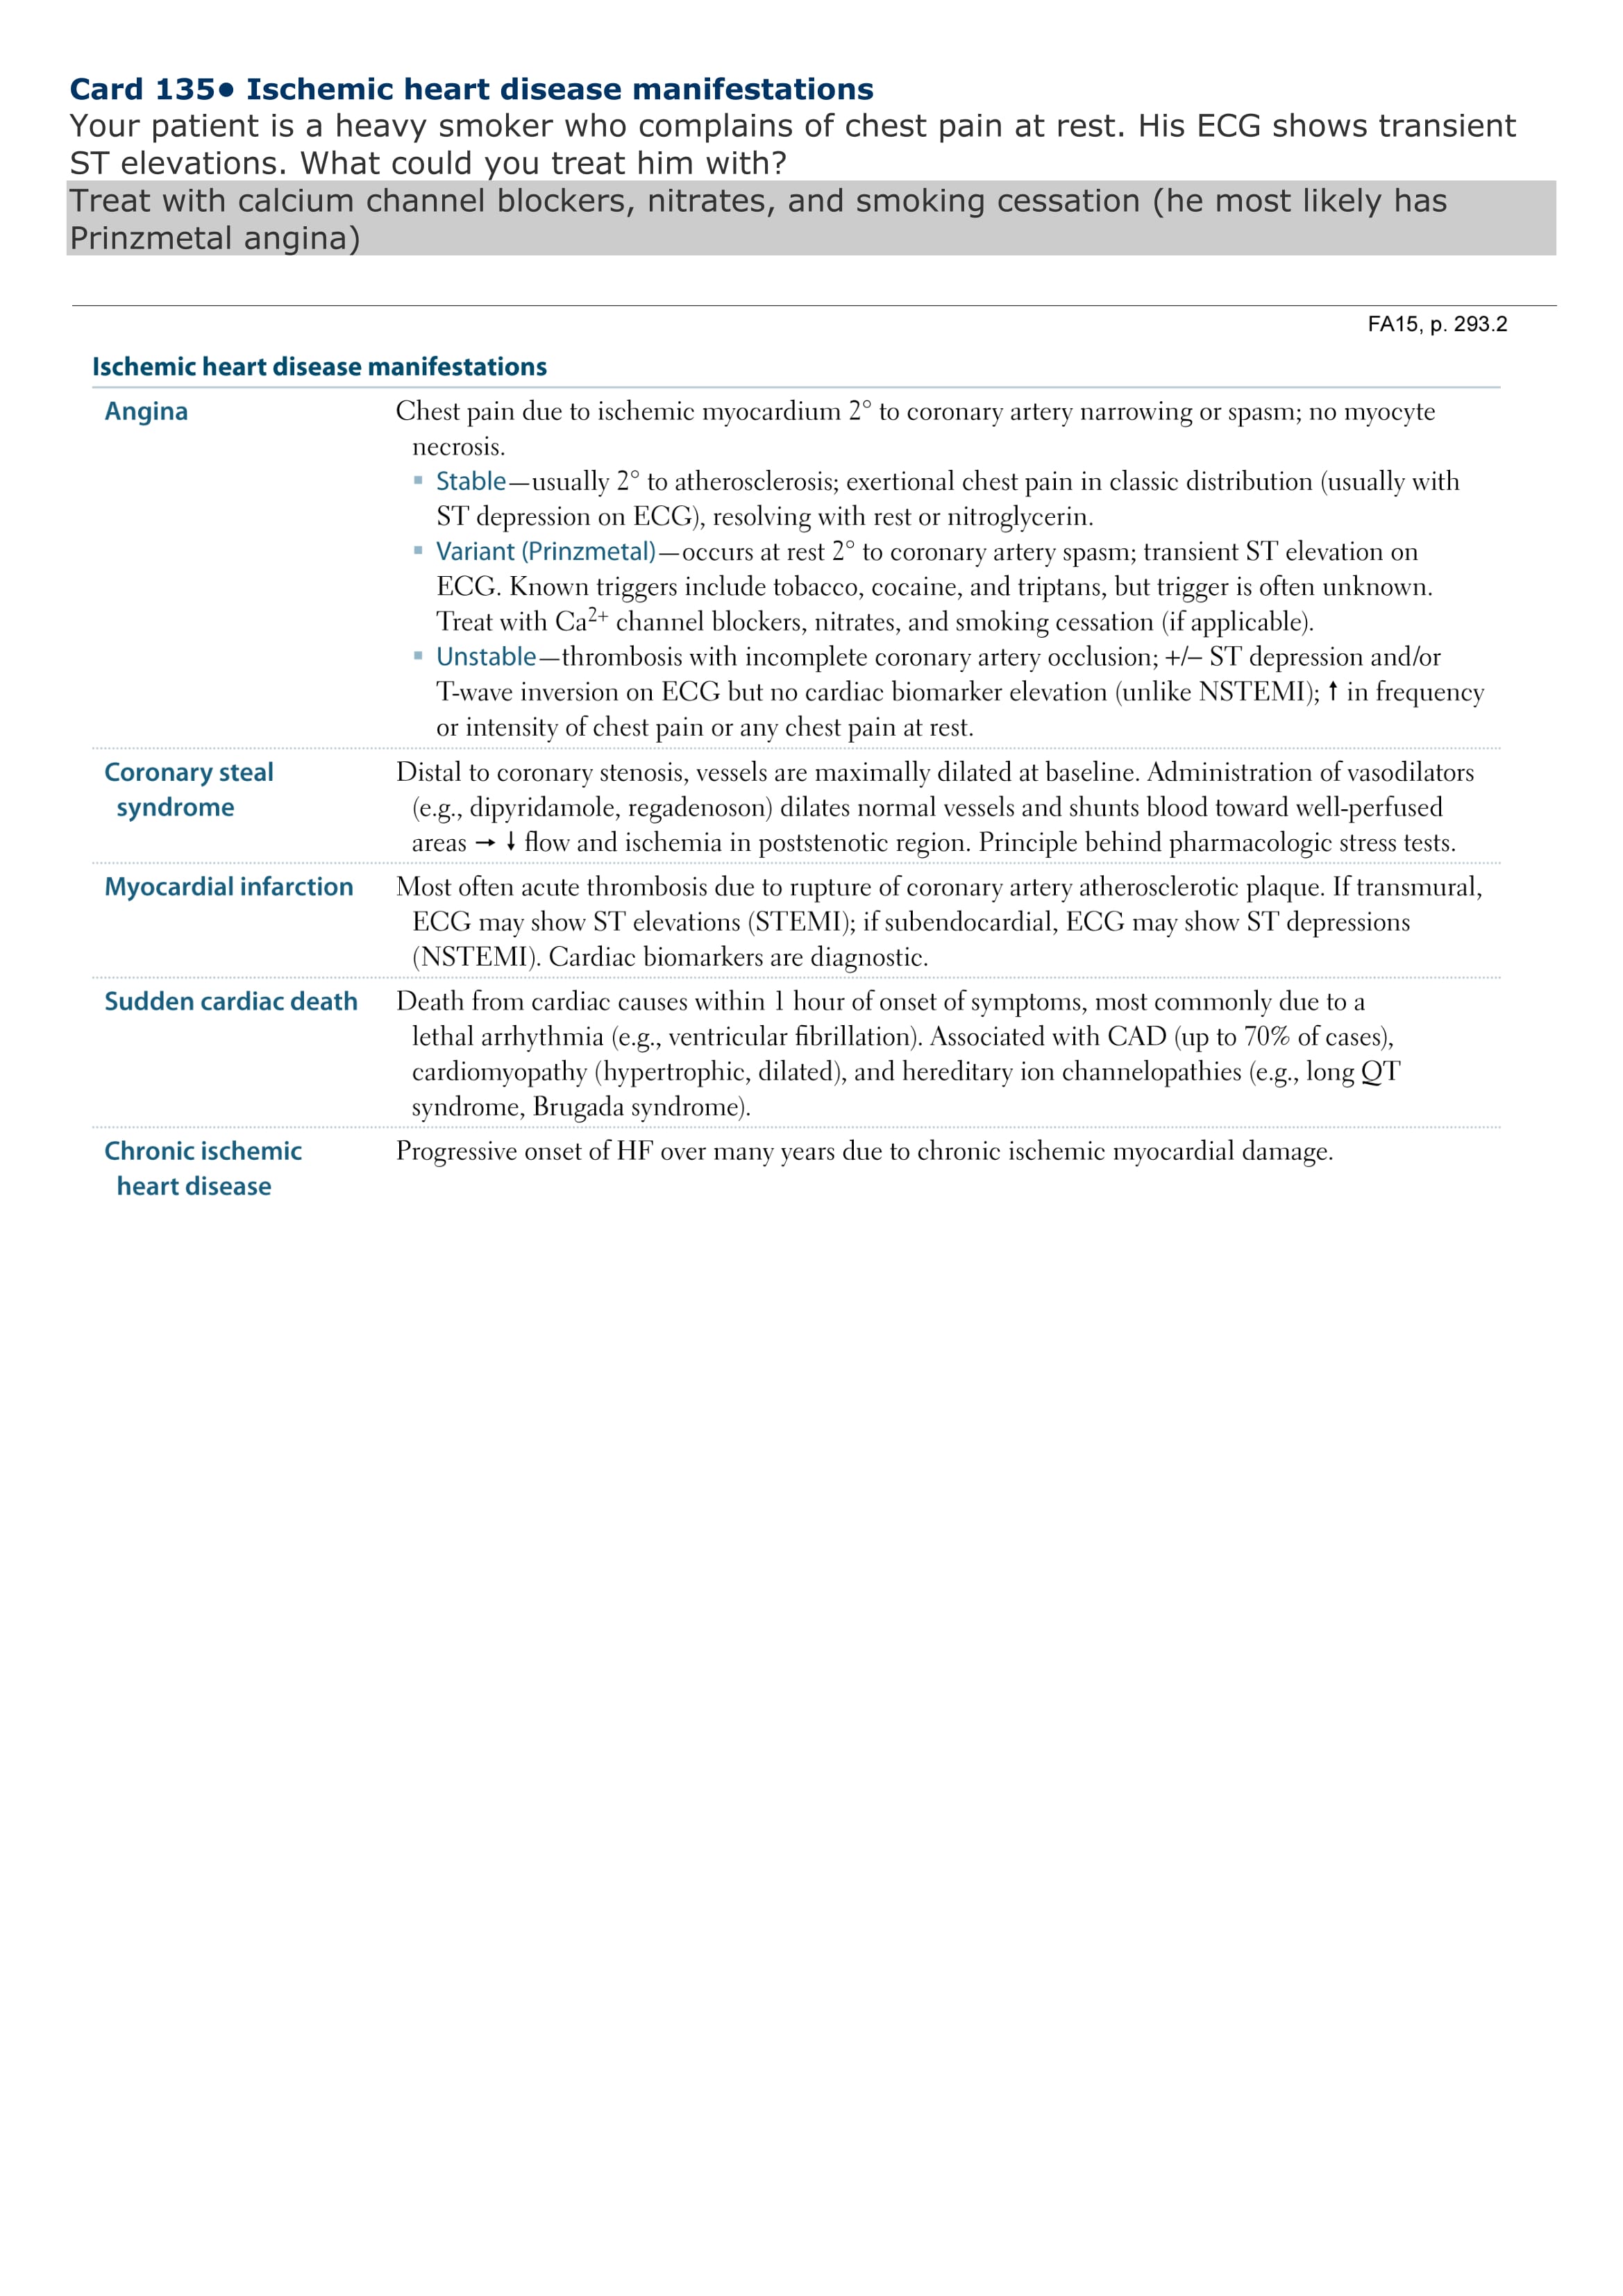 Card 135● Ischemic heart disease manifestations
Your patient is a heavy smoker who complains of chest pain at rest. His ECG shows transient
ST elevations. What could you treat him with?
Treat with calcium channel blockers, nitrates, and smoking cessation (he most likely has
Prinzmetal angina)
FA15, p. 293.2
Ischemic heart disease manifestations
Angina
Chest pain due to ischemic myocardium 2° to coronary artery narrowing or spasm; no myocyte
necrosis.
▪ Stable—usually 2° to atherosclerosis; exertional chest pain in classic distribution (usually with
ST depression on ECG), resolving with rest or nitroglycerin.
▪ Variant (Prinzmetal)—occurs at rest 2° to coronary artery spasm; transient ST elevation on
ECG. Known triggers include tobacco, cocaine, and triptans, but trigger is often unknown.
Treat with Ca²⁺ channel blockers, nitrates, and smoking cessation (if applicable).
▪ Unstable—thrombosis with incomplete coronary artery occlusion; +/– ST depression and/or
T-wave inversion on ECG but no cardiac biomarker elevation (unlike NSTEMI); ↑ in frequency
or intensity of chest pain or any chest pain at rest.
Coronary steal
syndrome
Distal to coronary stenosis, vessels are maximally dilated at baseline. Administration of vasodilators
(e.g., dipyridamole, regadenoson) dilates normal vessels and shunts blood toward well-perfused
areas → ↓ flow and ischemia in poststenotic region. Principle behind pharmacologic stress tests.
Myocardial infarction
Most often acute thrombosis due to rupture of coronary artery atherosclerotic plaque. If transmural,
ECG may show ST elevations (STEMI); if subendocardial, ECG may show ST depressions
(NSTEMI). Cardiac biomarkers are diagnostic.
Sudden cardiac death
Death from cardiac causes within 1 hour of onset of symptoms, most commonly due to a
lethal arrhythmia (e.g., ventricular fibrillation). Associated with CAD (up to 70% of cases),
cardiomyopathy (hypertrophic, dilated), and hereditary ion channelopathies (e.g., long QT
syndrome, Brugada syndrome).
Chronic ischemic
heart disease
Progressive onset of HF over many years due to chronic ischemic myocardial damage.